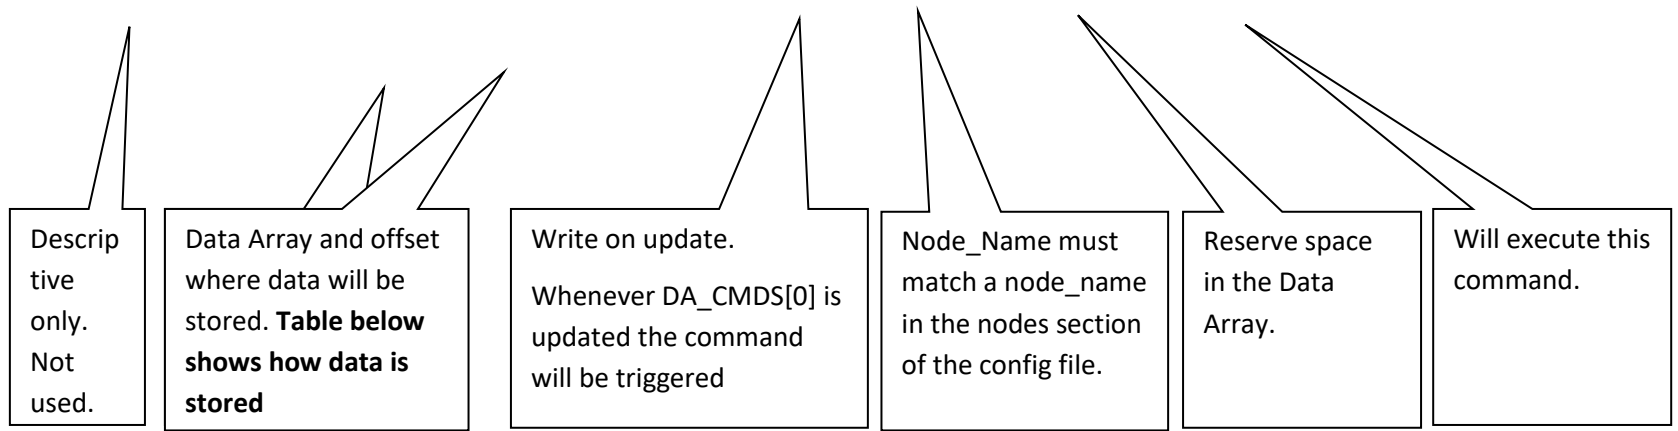 Descrip
tive
only.
Not
used.
Data Array and offset
where data will be
stored. Table below
shows how data is
stored
Write on update.
Whenever DA_CMDS[0] is
updated the command
will be triggered
Node_Name must
match a node_name
in the nodes section
of the config file.
Reserve space
in the Data
Array.
Will execute this
command.